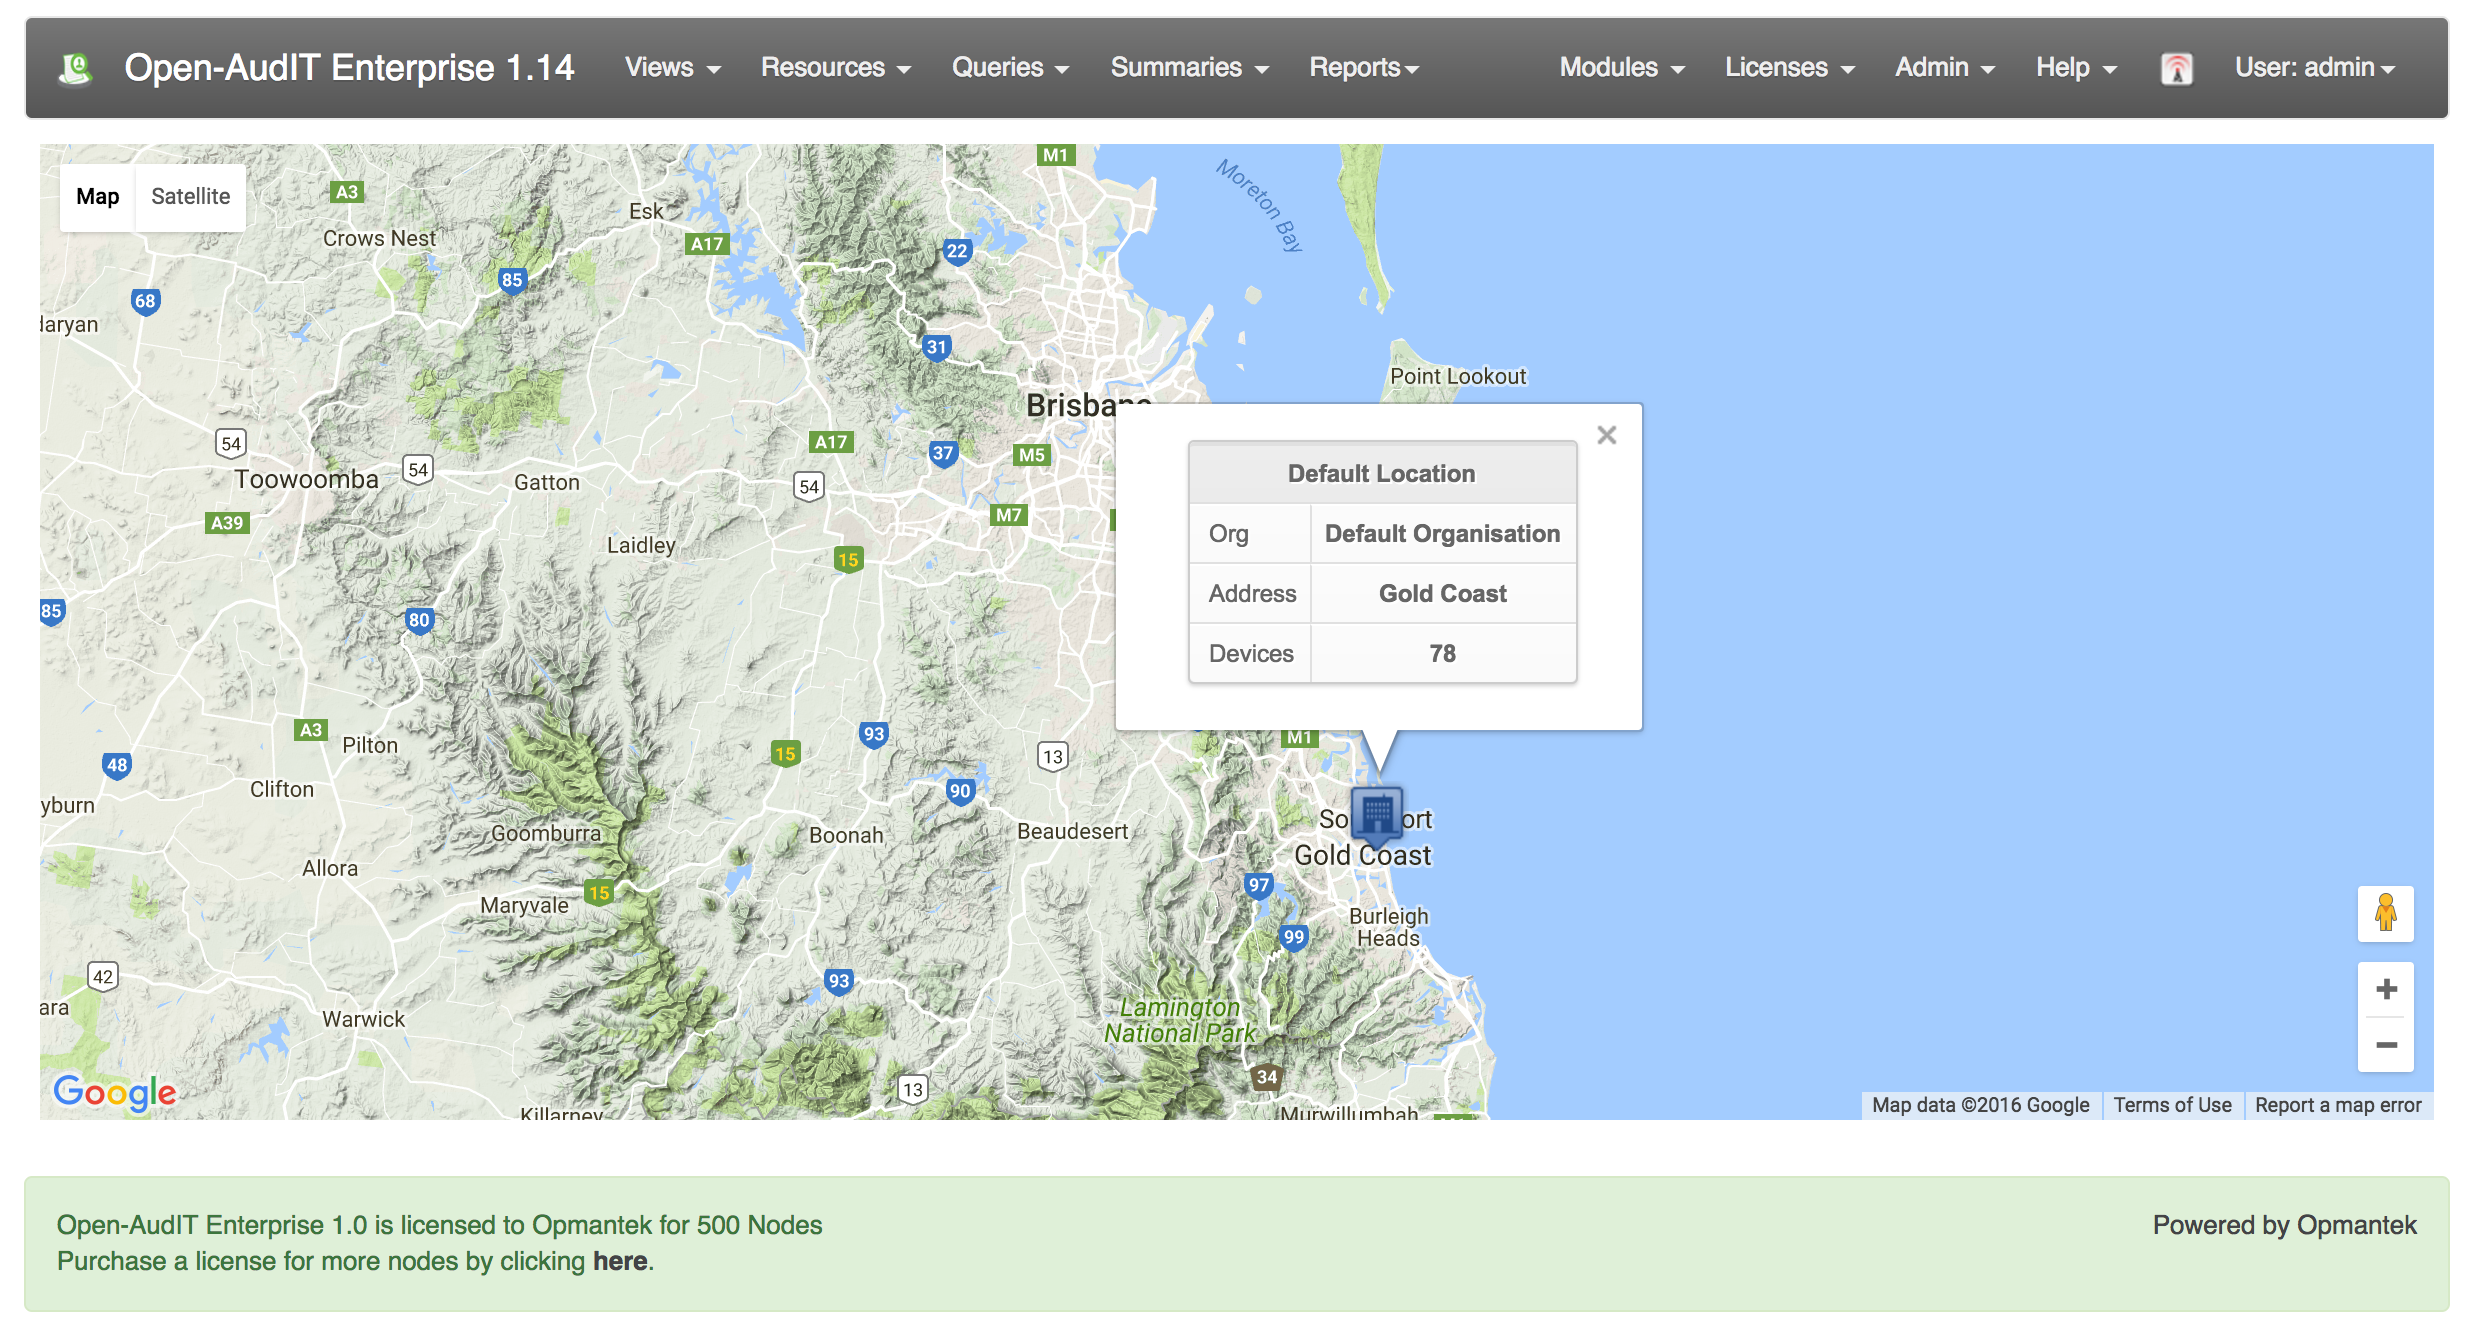 Open-AudIT Enterprise 1.14 Views Resources Queries Summaries Reports Modules Licenses Admin Help User: admin
Map Satellite
M1
A3
Moreton Bay
Esk
Crows Nest
A17
22
85
68
daryan
31
Point Lookout
Brisbane
54
A17
37
M5
54
Toowoomba
Gatton
54
M7
A39
Laidley
15
85
80
Default Location
Org Default Organisation
Address Gold Coast
Devices 78
A3
Pilton
93
15
13
M1
48
Clifton
90
yburn
Goomburra
Boonah
Beaudesert
So ort
Gold Coast
Allora
Maryvale
15
97
Burleigh
Heads
99
42
93
ara
Warwick
Lamington
National Park
34
13
Killarney
Murwillumbah
Google
Map data ©2016 Google Terms of Use Report a map error
Open-AudIT Enterprise 1.0 is licensed to Opmantek for 500 Nodes
Powered by Opmantek
Purchase a license for more nodes by clicking here.